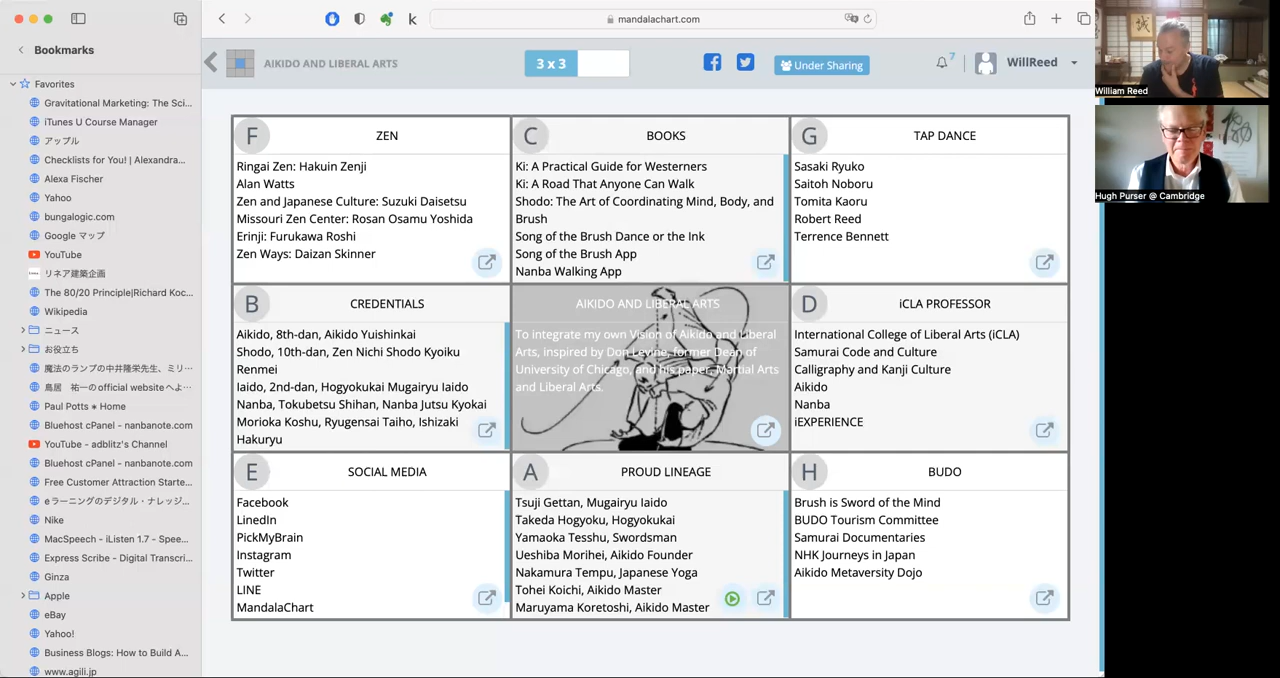 mandalachart.com
Bookmarks
Favorites
Gravitational Marketing: The Sci...
iTunes U Course Manager
アップル
Checklists for You! | Alexandra...
Alexa Fischer
Yahoo
bungalogic.com
Google マップ
YouTube
リネア建築企画
The 80/20 Principle|Richard Koc...
Wikipedia
ニュース
お役立ち
魔法のランプの中井隆栄先生、ミリ...
鳥居 祐一のofficial websiteへよ...
Paul Potts ∗ Home
Bluehost cPanel - nanbanote.com
YouTube - adblitz's Channel
Bluehost cPanel - nanbanote.com
Free Customer Attraction Starte...
eラーニングのデジタル・ナレッジ...
Nike
MacSpeech - iListen 1.7 - Spee...
Express Scribe - Digital Transcri...
Ginza
Apple
eBay
Yahoo!
Business Blogs: How to Build A...
www.agili.jp
AIKIDO AND LIBERAL ARTS
3 x 3
Under Sharing
7
WillReed
F
ZEN
Ringai Zen: Hakuin Zenji
Alan Watts
Zen and Japanese Culture: Suzuki Daisetsu
Missouri Zen Center: Rosan Osamu Yoshida
Erinji: Furukawa Roshi
Zen Ways: Daizan Skinner
C
BOOKS
Ki: A Practical Guide for Westerners
Ki: A Road That Anyone Can Walk
Shodo: The Art of Coordinating Mind, Body, and
Brush
Song of the Brush Dance or the Ink
Song of the Brush App
Nanba Walking App
G
TAP DANCE
Sasaki Ryuko
Saitoh Noboru
Tomita Kaoru
Robert Reed
Terrence Bennett
B
CREDENTIALS
Aikido, 8th-dan, Aikido Yuishinkai
Shodo, 10th-dan, Zen Nichi Shodo Kyoiku
Renmei
Iaido, 2nd-dan, Hogyokukai Mugairyu Iaido
Nanba, Tokubetsu Shihan, Nanba Jutsu Kyokai
Morioka Koshu, Ryugensai Taiho, Ishizaki
Hakuryu
AIKIDO AND LIBERAL ARTS
To integrate my own Vision of Aikido and Liberal
Arts, inspired by Don Levine, former Dean of
University of Chicago, and his paper, Martial Arts
and Liberal Arts.
D
iCLA PROFESSOR
International College of Liberal Arts (iCLA)
Samurai Code and Culture
Calligraphy and Kanji Culture
Aikido
Nanba
iEXPERIENCE
E
SOCIAL MEDIA
Facebook
LinedIn
PickMyBrain
Instagram
Twitter
LINE
MandalaChart
A
PROUD LINEAGE
Tsuji Gettan, Mugairyu Iaido
Takeda Hogyoku, Hogyokukai
Yamaoka Tesshu, Swordsman
Ueshiba Morihei, Aikido Founder
Nakamura Tempu, Japanese Yoga
Tohei Koichi, Aikido Master
Maruyama Koretoshi, Aikido Master
H
BUDO
Brush is Sword of the Mind
BUDO Tourism Committee
Samurai Documentaries
NHK Journeys in Japan
Aikido Metaversity Dojo
William Reed
Hugh Purser @ Cambridge